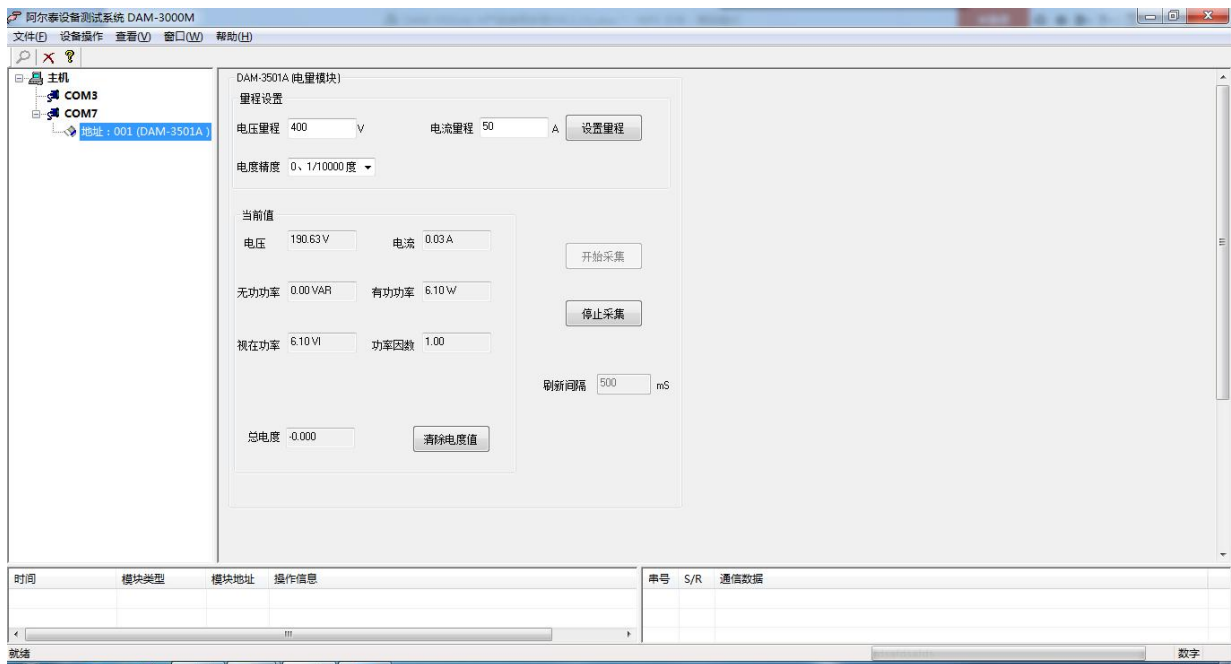 阿尔泰设备测试系统 DAM-3000M
文件(F) 设备操作 查看(V) 窗口(W) 帮助(H)
主机
COM3
COM7
地址：001 (DAM-3501A )
DAM-3501A (电量模块)
量程设置
电压量程 400 V 电流量程 50 A 设置量程
电度精度 0、1/10000 度
当前值
电压 190.63 V 电流 0.03 A
开始采集
无功功率 0.00 VAR 有功功率 6.10 W
停止采集
视在功率 6.10 VI 功率因数 1.00
刷新间隔 500 mS
总电度 -0.000 清除电度值
时间 模块类型 模块地址 操作信息
串号 S/R 通信数据
就绪 数字